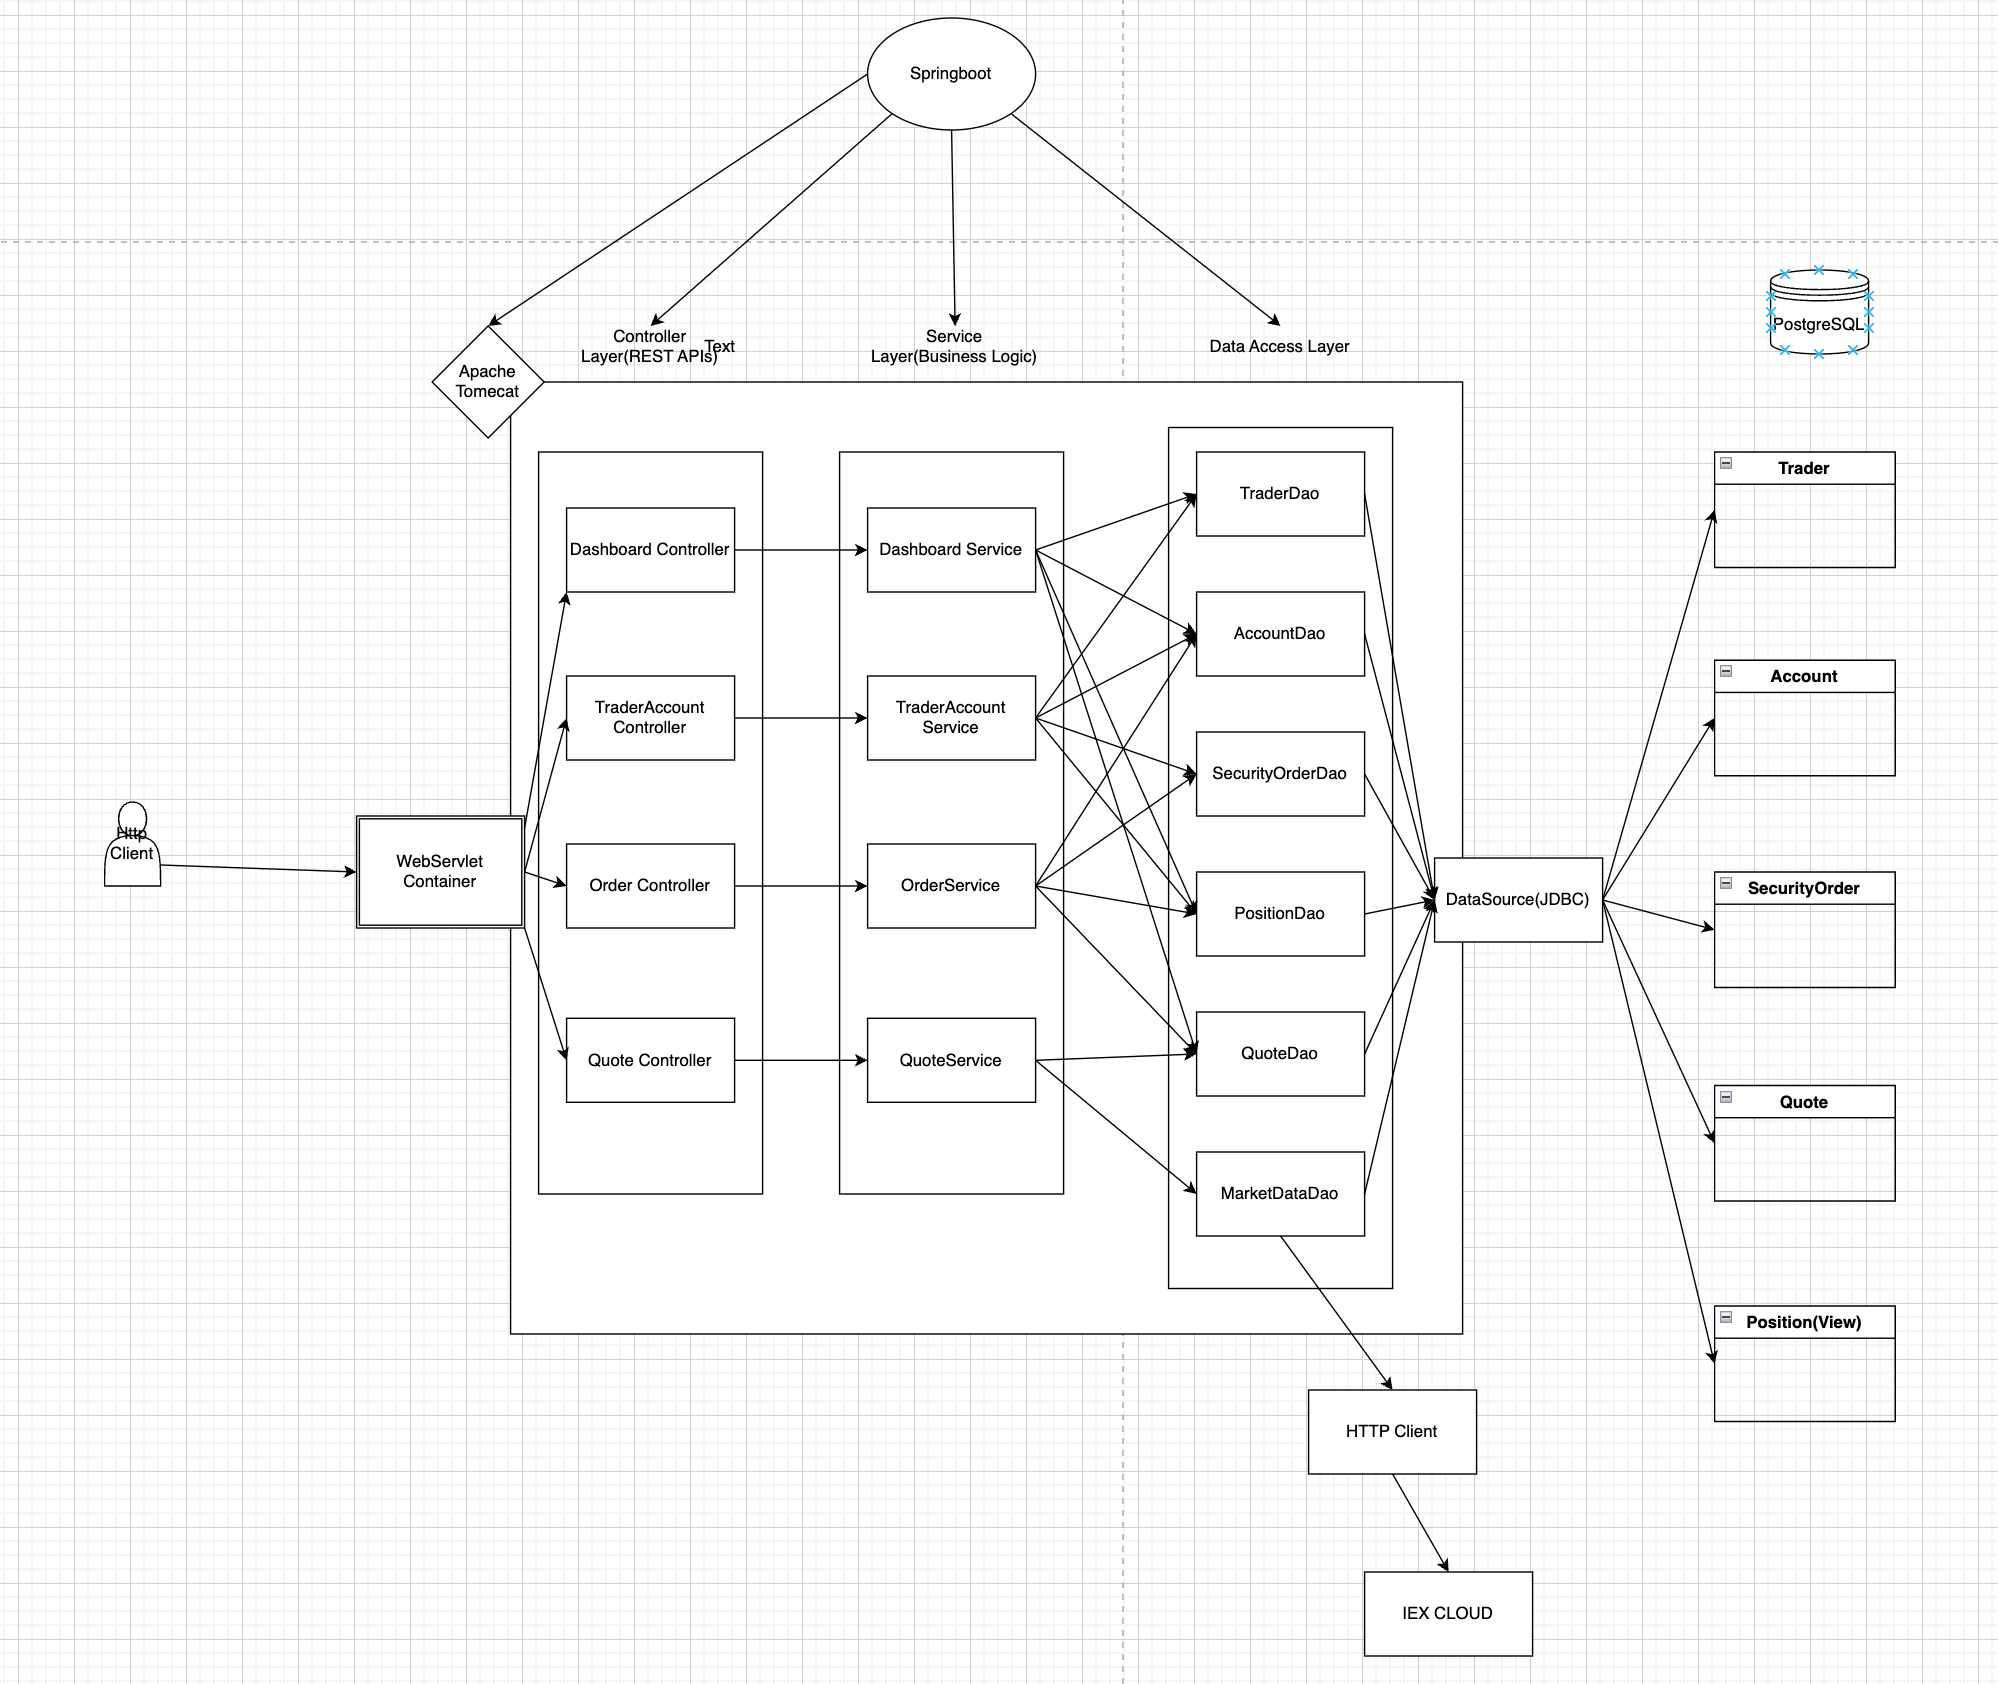 Springboot
Controller
Layer(REST APIs)
Text
Service
Layer(Business Logic)
Data Access Layer
PostgreSQL
Apache
Tomecat
Dashboard Controller
Dashboard Service
TraderDao
Trader
TraderAccount
Controller
TraderAccount
Service
AccountDao
Account
SecurityOrderDao
Http
Client
WebServlet
Container
Order Controller
OrderService
PositionDao
DataSource(JDBC)
SecurityOrder
Quote Controller
QuoteService
QuoteDao
Quote
MarketDataDao
Position(View)
HTTP Client
IEX CLOUD